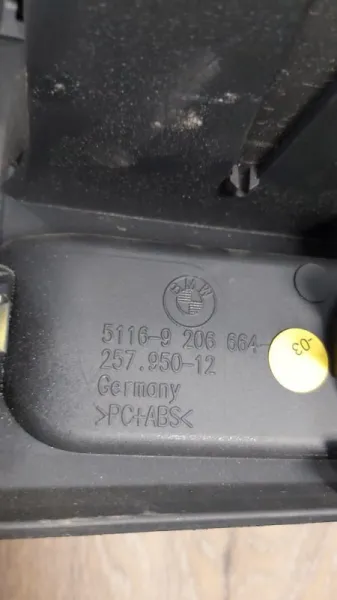 BMW
5116-9 206 664-
-03
257.950-12
Germany
>PC+ABS<